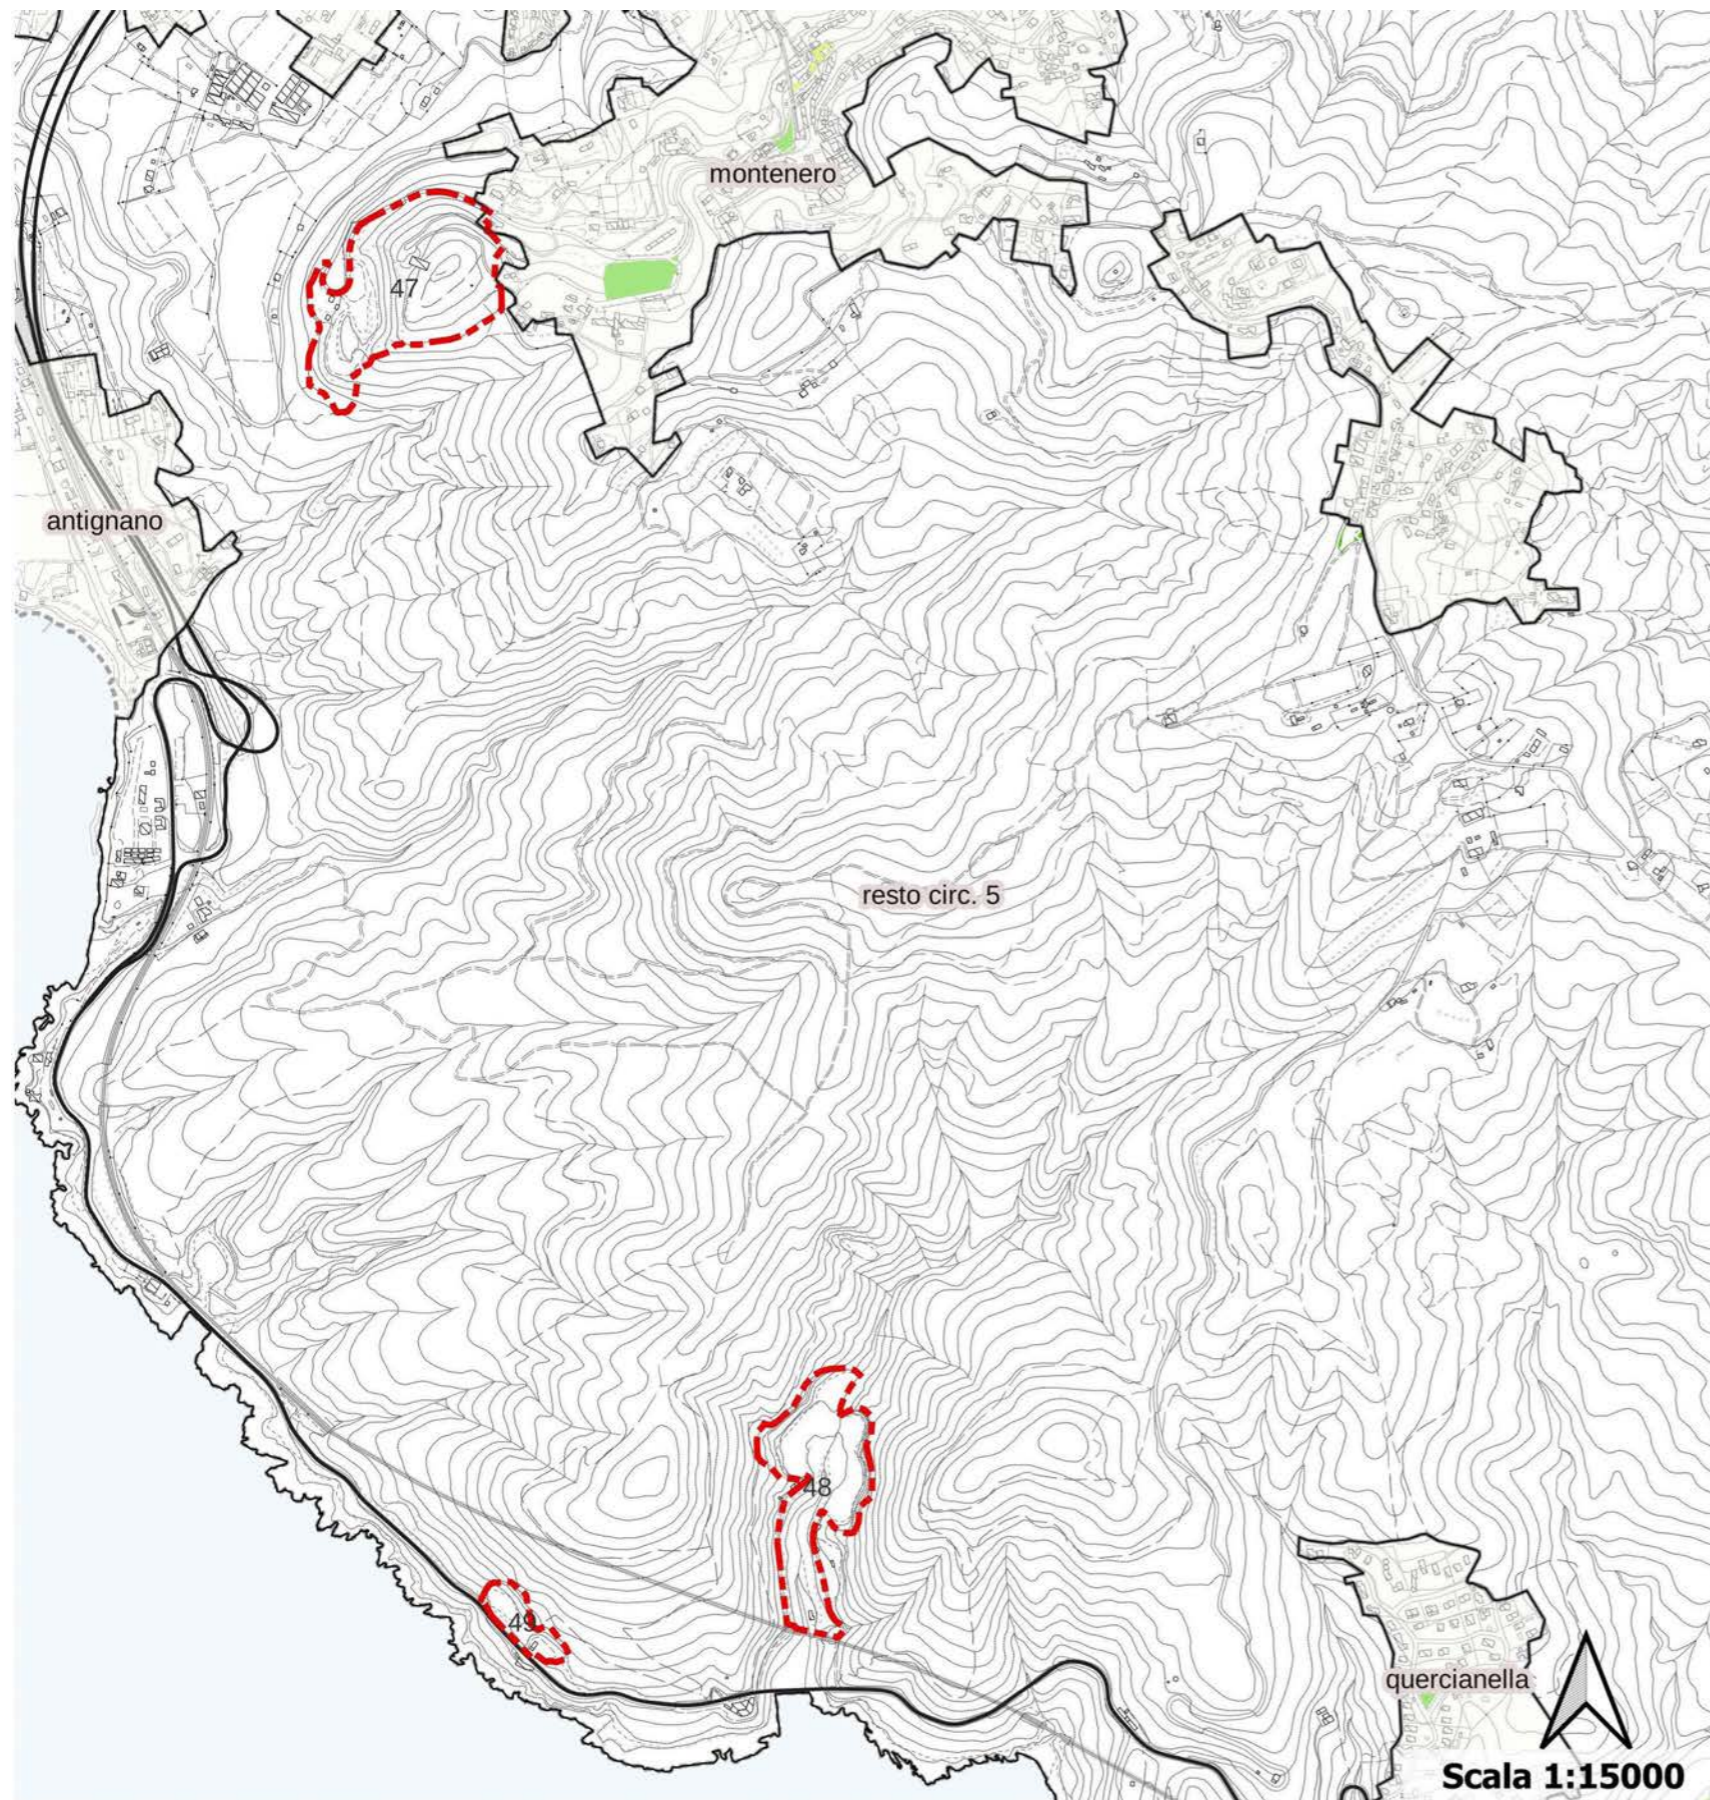 montenero
47
antignano
resto circ. 5
48
49
quercianella
Scala 1:15000